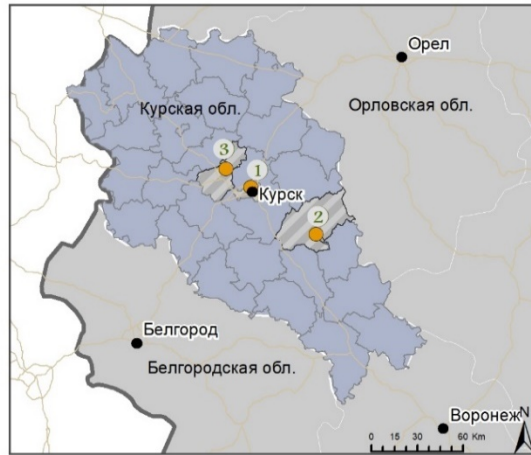 Орел
Курская обл.
Орловская обл.
3
1
Курск
2
Белгород
Белгородская обл.
Воронеж
N
0 15 30 60 Km